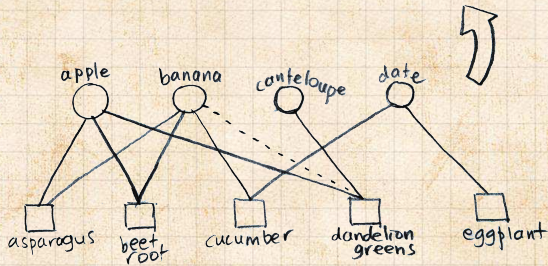 apple
banana
canteloupe
date
asparagus
beet
root
cucumber
dandelion
greens
eggplant